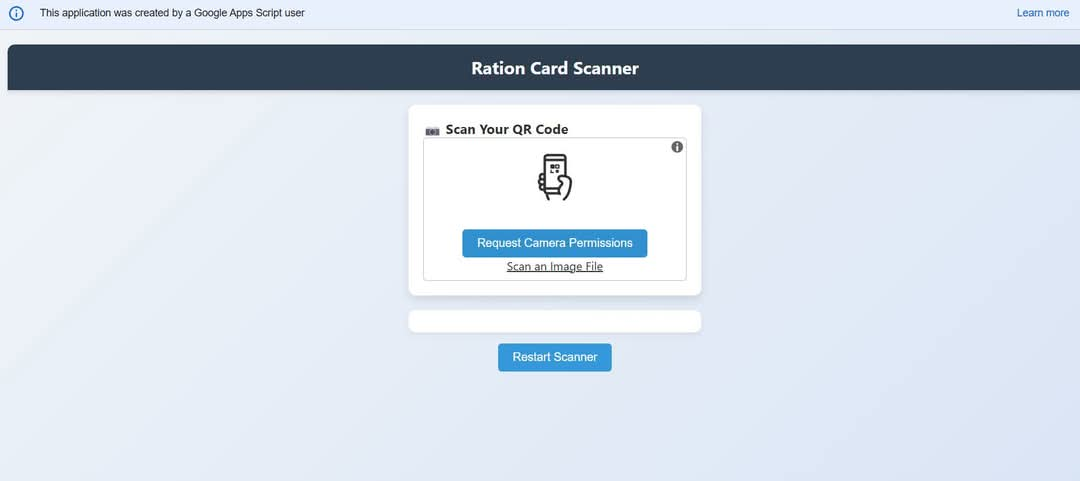 This application was created by a Google Apps Script user
Learn more
Ration Card Scanner
Scan Your QR Code
Request Camera Permissions
Scan an Image File
Restart Scanner